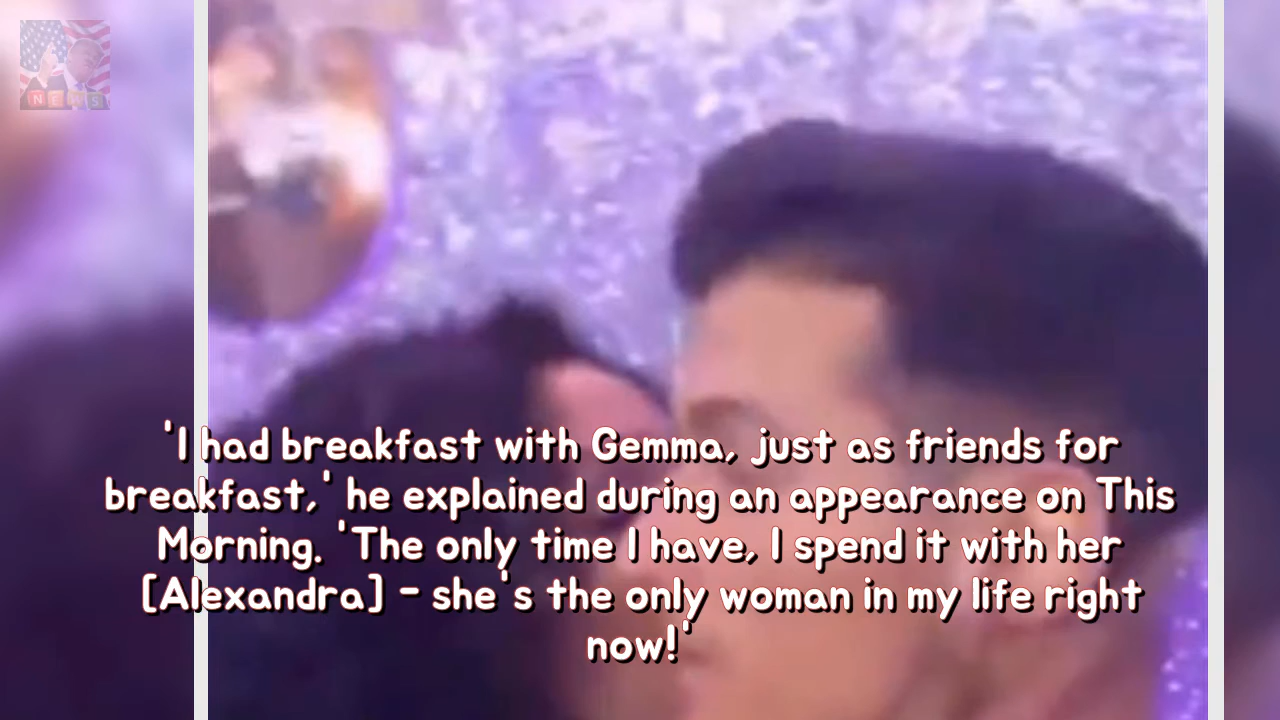 NEWS
'I had breakfast with Gemma, just as friends for
breakfast,' he explained during an appearance on This
Morning. 'The only time I have, I spend it with her
[Alexandra] - she's the only woman in my life right
now!'